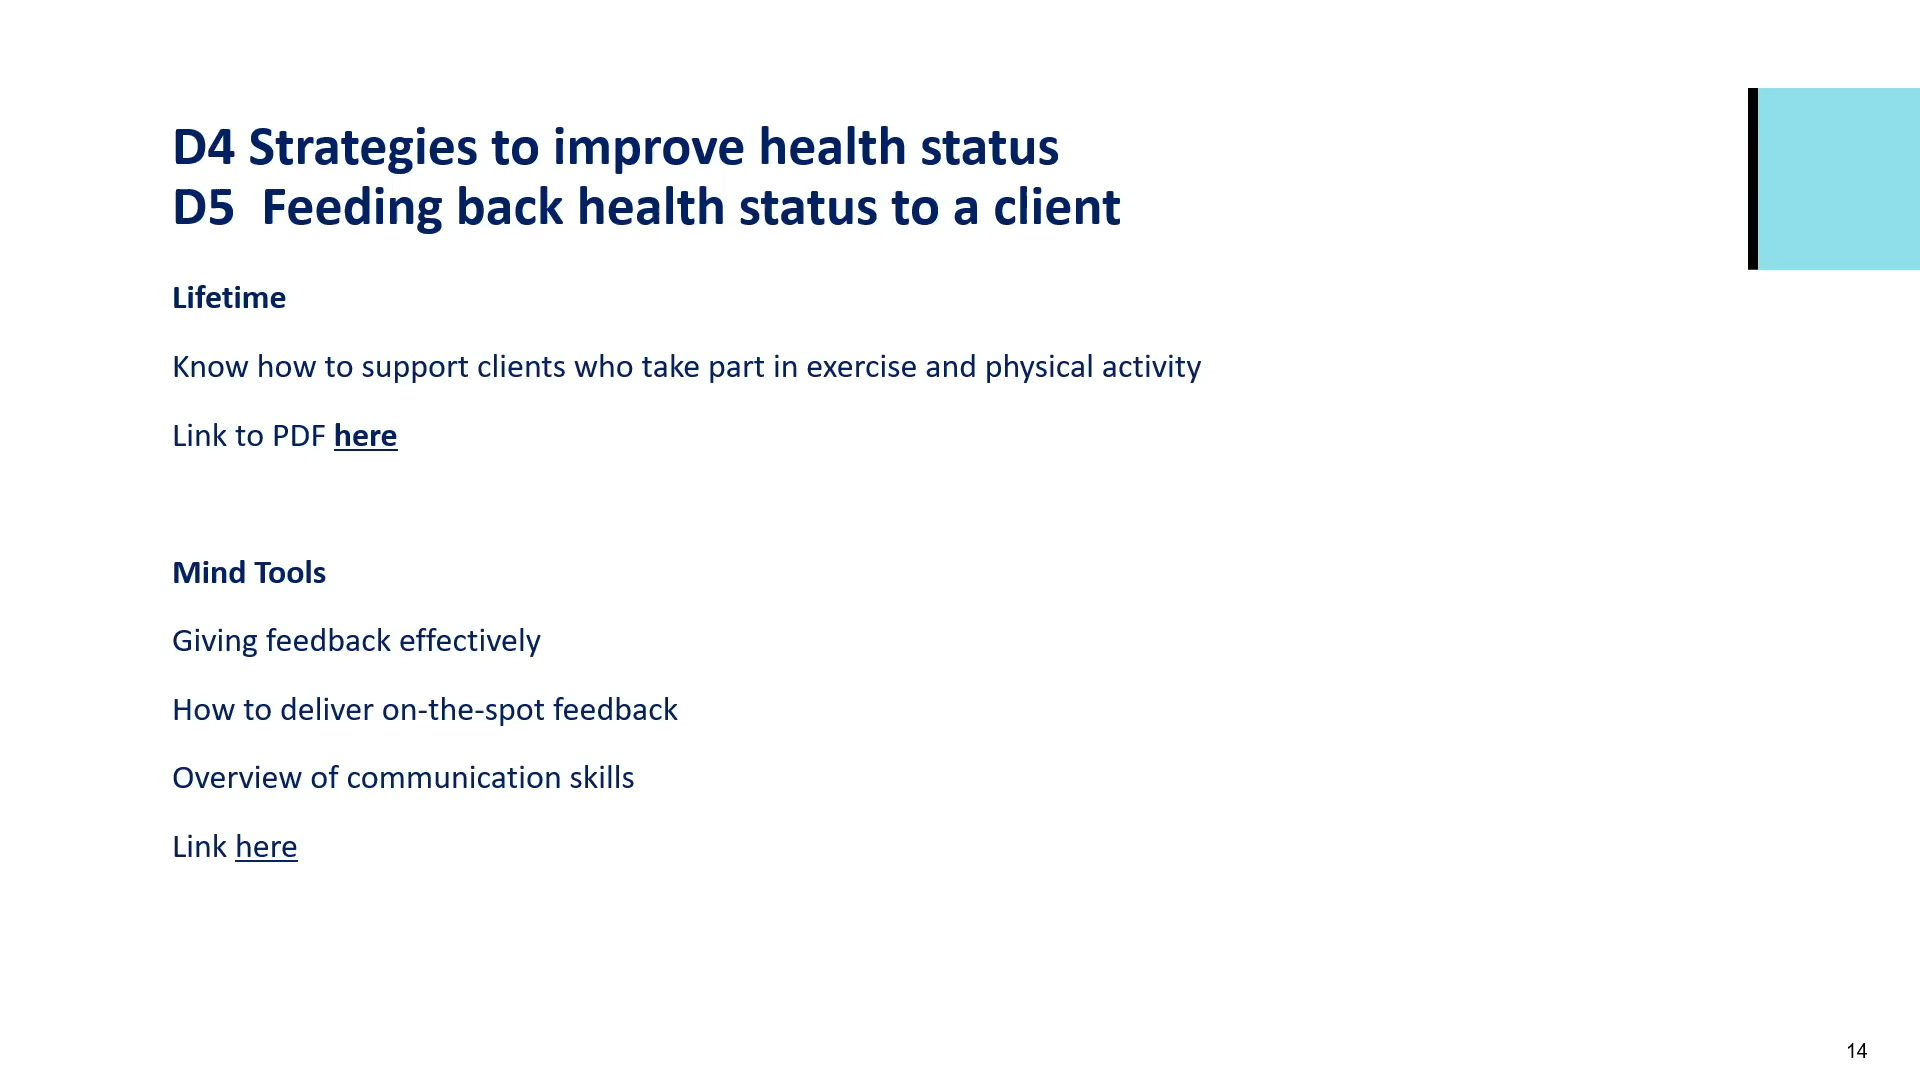 D4 Strategies to improve health status
D5  Feeding back health status to a client
Lifetime
Know how to support clients who take part in exercise and physical activity
Link to PDF here
Mind Tools
Giving feedback effectively
How to deliver on-the-spot feedback
Overview of communication skills
Link here
14